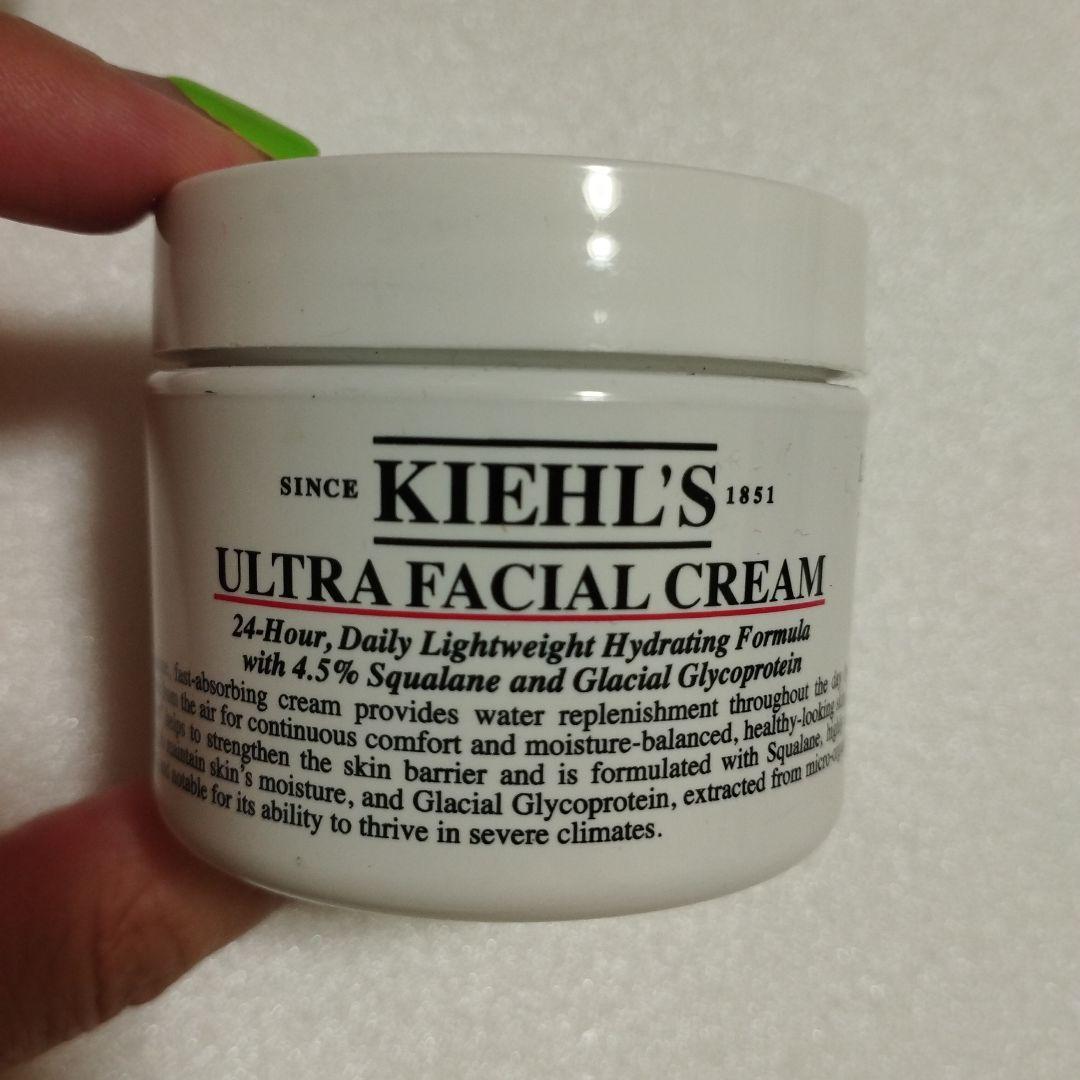 SINCE KIEHL'S 1851
ULTRA FACIAL CREAM
24-Hour, Daily Lightweight Hydrating Formula
with 4.5% Squalane and Glacial Glycoprotein
fast-absorbing cream provides water replenishment throughout the day
the air for continuous comfort and moisture-balanced, healthy-looking
to strengthen the skin barrier and is formulated with Squalane,
maintain skin's moisture, and Glacial Glycoprotein, extracted from
notable for its ability to thrive in severe climates.